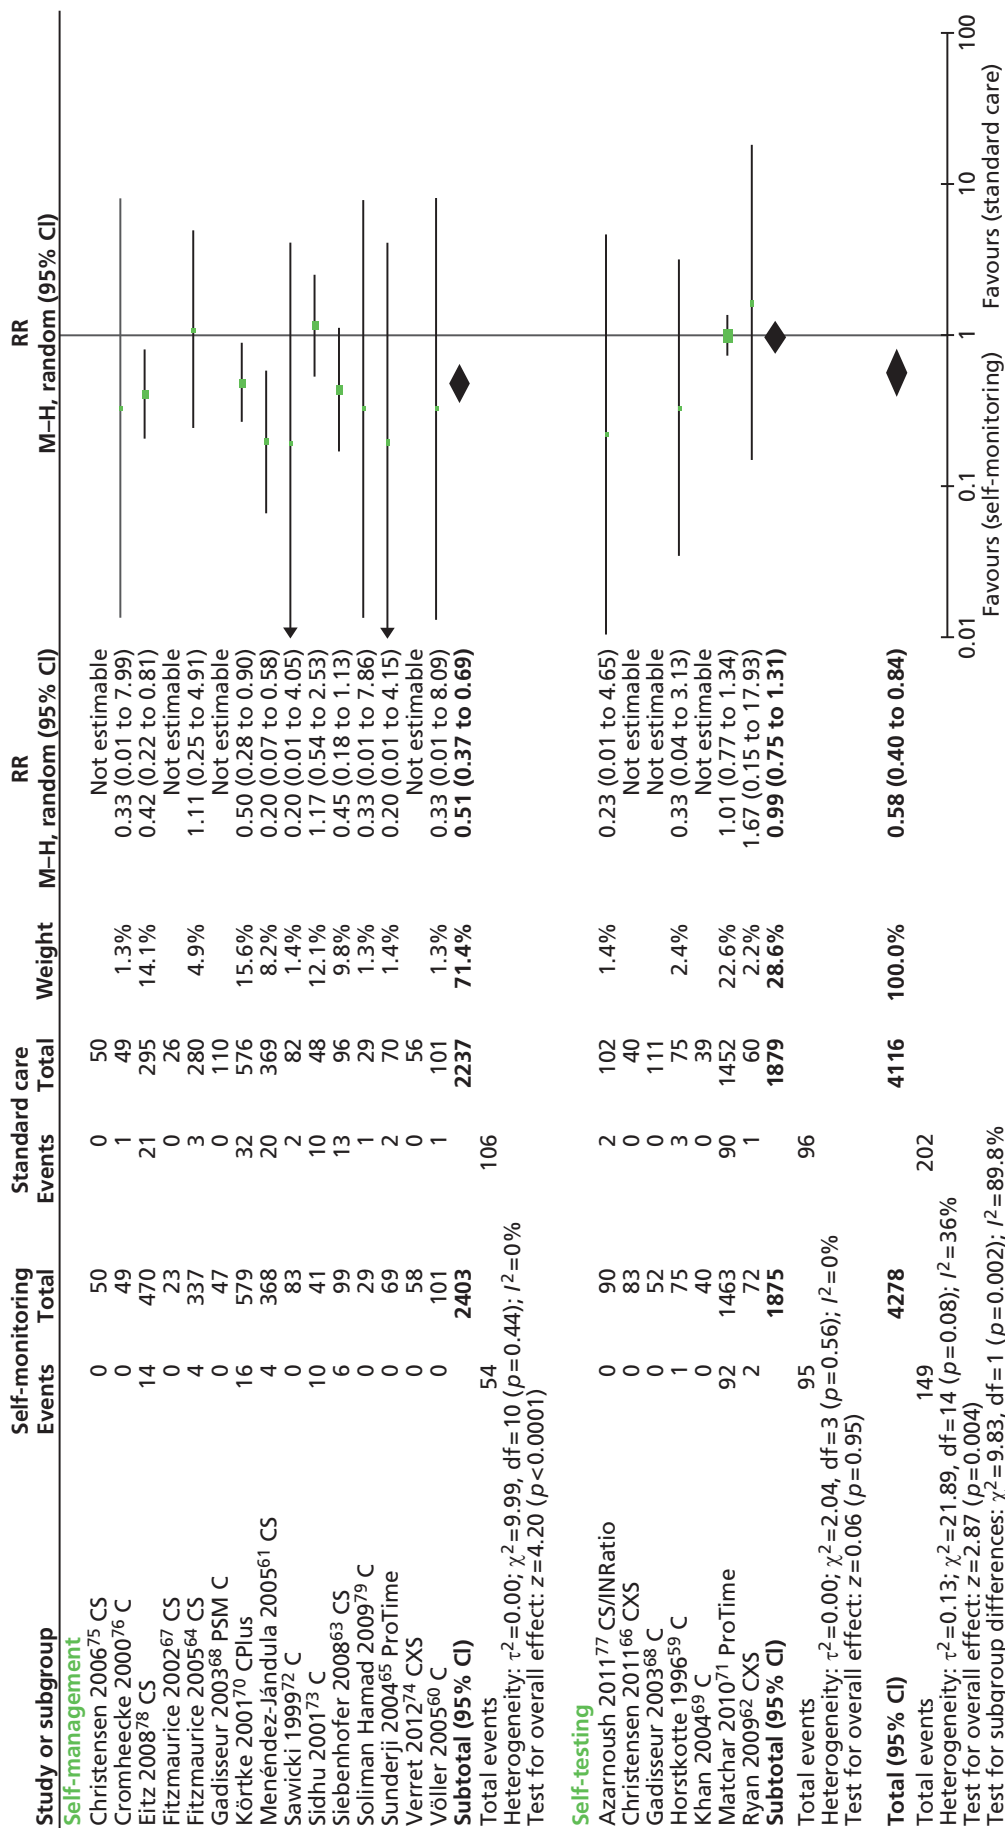 Self-monitoring Standard care RR RR
Study or subgroup Events Total Events Total Weight M–H, random (95% CI) M–H, random (95% CI)
Self-management
Christensen 2006⁷⁵ CS 0 50 0 50 Not estimable
Cromheecke 2000⁷⁶ C 0 49 1 49 1.3% 0.33 (0.01 to 7.99)
Eitz 2008⁷⁸ CS 14 470 21 295 14.1% 0.42 (0.22 to 0.81)
Fitzmaurice 2002⁶⁷ CS 0 23 0 26 Not estimable
Fitzmaurice 2005⁶⁴ CS 4 337 3 280 4.9% 1.11 (0.25 to 4.91)
Gadisseur 2003⁶⁸ PSM C 0 47 0 110 Not estimable
Körtke 2001⁷⁰ CPlus 16 579 32 576 15.6% 0.50 (0.28 to 0.90)
Menéndez-Jándula 2005⁶¹ CS 4 368 20 369 8.2% 0.20 (0.07 to 0.58)
Sawicki 1999⁷² C 0 83 2 82 1.4% 0.20 (0.01 to 4.05)
Sidhu 2001⁷³ C 10 41 10 48 12.1% 1.17 (0.54 to 2.53)
Siebenhofer 2008⁶³ CS 6 99 13 96 9.8% 0.45 (0.18 to 1.13)
Soliman Hamad 2009⁷⁹ C 0 29 1 29 1.3% 0.33 (0.01 to 7.86)
Sunderji 2004⁶⁵ ProTime 0 69 2 70 1.4% 0.20 (0.01 to 4.15)
Verret 2012⁷⁴ CXS 0 58 0 56 Not estimable
Völler 2005⁶⁰ C 0 101 1 101 1.3% 0.33 (0.01 to 8.09)
Subtotal (95% CI) 2403 2237 71.4% 0.51 (0.37 to 0.69)
Total events 54 106
Heterogeneity: τ²=0.00; χ²=9.99, df=10 (p=0.44); I²=0%
Test for overall effect: z=4.20 (p<0.0001)
Self-testing
Azarnoush 2011⁷⁷ CS/INRatio 0 90 2 102 1.4% 0.23 (0.01 to 4.65)
Christensen 2011⁶⁶ CXS 0 83 0 40 Not estimable
Gadisseur 2003⁶⁸ C 0 52 0 111 Not estimable
Horstkotte 1996⁵⁹ C 1 75 3 75 2.4% 0.33 (0.04 to 3.13)
Khan 2004⁶⁹ C 0 40 0 39 Not estimable
Matchar 2010⁷¹ ProTime 92 1463 90 1452 22.6% 1.01 (0.77 to 1.34)
Ryan 2009⁶² CXS 2 72 1 60 2.2% 1.67 (0.15 to 17.93)
Subtotal (95% CI) 1875 1879 28.6% 0.99 (0.75 to 1.31)
Total events 95 96
Heterogeneity: τ²=0.00; χ²=2.04, df=3 (p=0.56); I²=0%
Test for overall effect: z=0.06 (p=0.95)
Total (95% CI) 4278 4116 100.0% 0.58 (0.40 to 0.84)
Total events 149 202
Heterogeneity: τ²=0.13; χ²=21.89, df=14 (p=0.08); I²=36%
Test for overall effect: z=2.87 (p=0.004)
Test for subgroup differences: χ²=9.83, df=1 (p=0.002); I²=89.8%
0.01 0.1 1 10 100
Favours (self-monitoring) Favours (standard care)